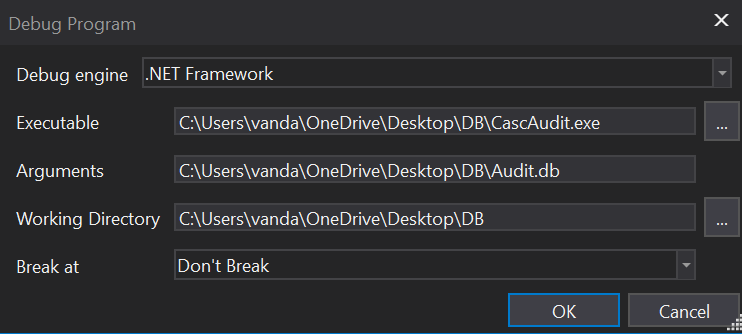 Debug Program
Debug engine .NET Framework
Executable C:\Users\vanda\OneDrive\Desktop\DB\CascAudit.exe ...
Arguments C:\Users\vanda\OneDrive\Desktop\DB\Audit.db
Working Directory C:\Users\vanda\OneDrive\Desktop\DB ...
Break at Don't Break
OK Cancel